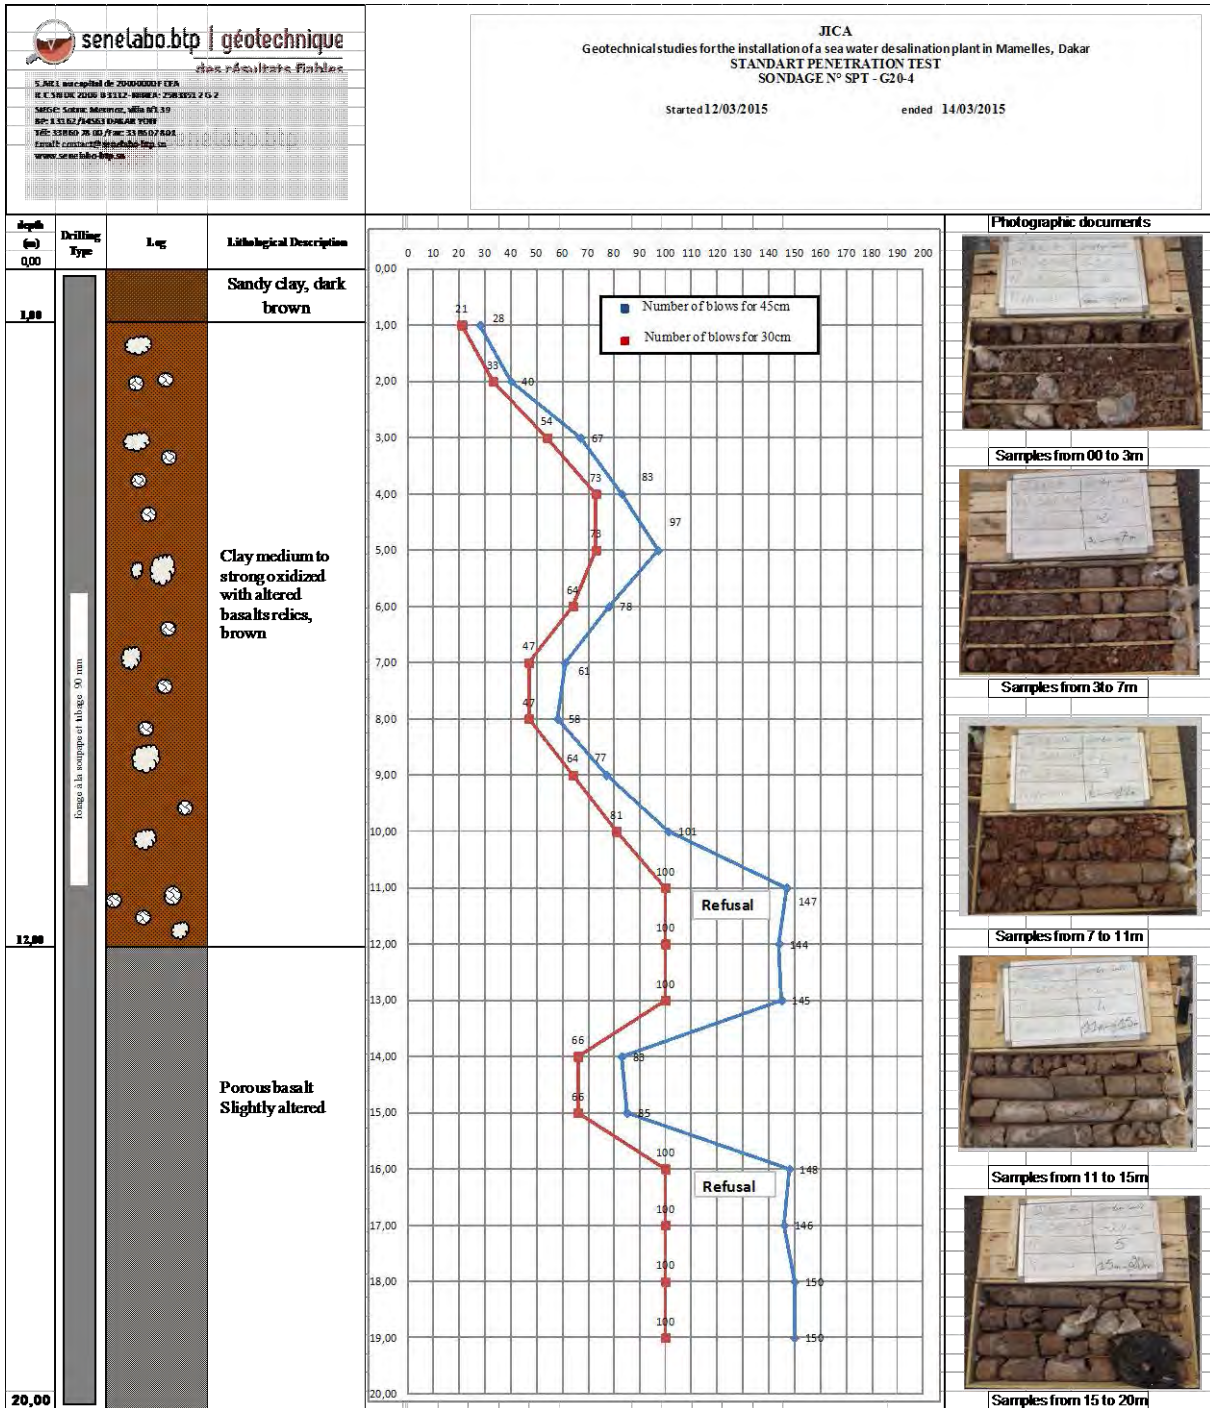 senelabo.btp | géotechnique
des résultats fiables
www.senelabo-btp.sn
JICA
Geotechnical studies for the installation of a sea water desalination plant in Mamelles, Dakar
STANDART PENETRATION TEST
SONDAGE N° SPT - G20-4
Started 12/03/2015 ended 14/03/2015
depth
(m)
0,00
Drilling
Type
Log
Lithological Description
Photographic documents
0 10 20 30 40 50 60 70 80 90 100 110 120 130 140 150 160 170 180 190 200
0,00
Sandy clay, dark
brown
1,00
Number of blows for 45cm
Number of blows for 30cm
21
28
1,00
33
40
2,00
54
67
3,00
Samples from 00 to 3m
73
83
4,00
97
73
5,00
Clay medium to
strong oxidized
with altered
basalts relics,
brown
64
78
6,00
47
61
7,00
Samples from 3to 7m
forage à la soupape et tubage 90 mm
47
58
8,00
64
77
9,00
81
101
10,00
100
147
11,00
Refusal
12,00
100
144
12,00
Samples from 7 to 11m
100
145
13,00
66
83
14,00
Porous basalt
Slightly altered
66
85
15,00
100
148
16,00
Samples from 11 to 15m
Refusal
100
146
17,00
5
100
150
18,00
100
150
19,00
20,00
20,00
Samples from 15 to 20m